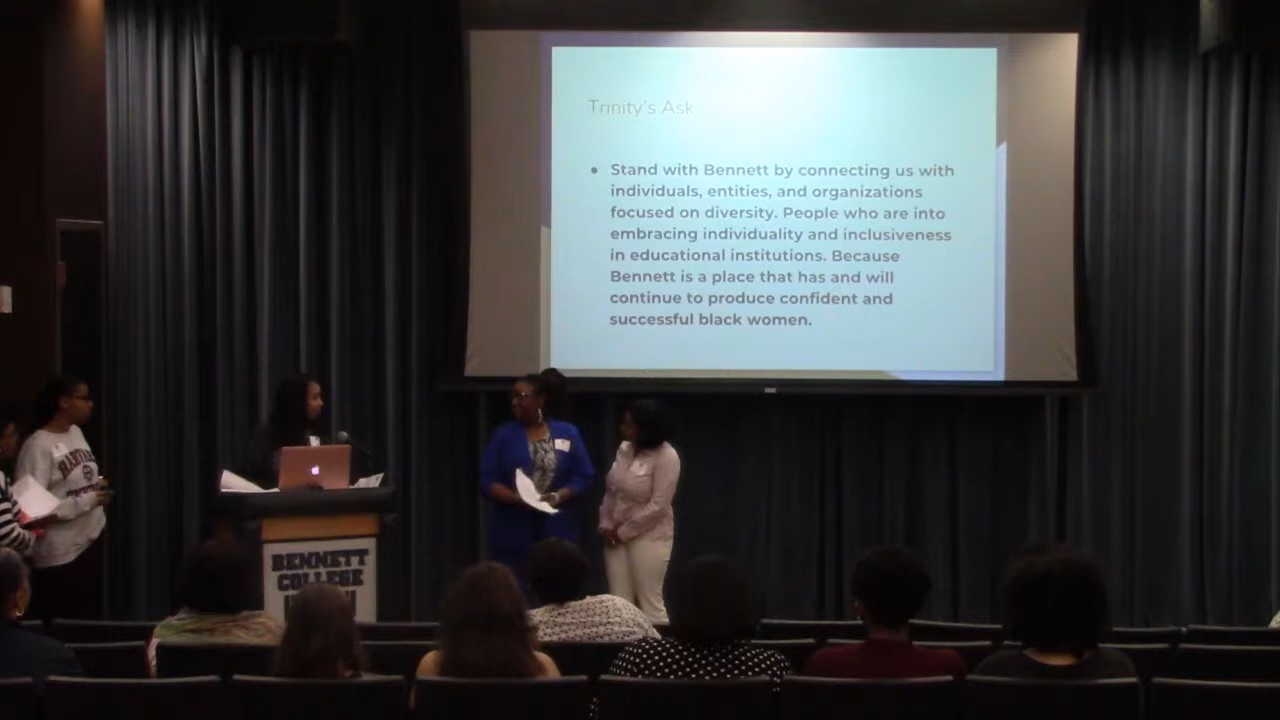 Trinity's Ask
• Stand with Bennett by connecting us with
individuals, entities, and organizations
focused on diversity. People who are into
embracing individuality and inclusiveness
in educational institutions. Because
Bennett is a place that has and will
continue to produce confident and
successful black women.
HARVARD
BENNETT
COLLEGE